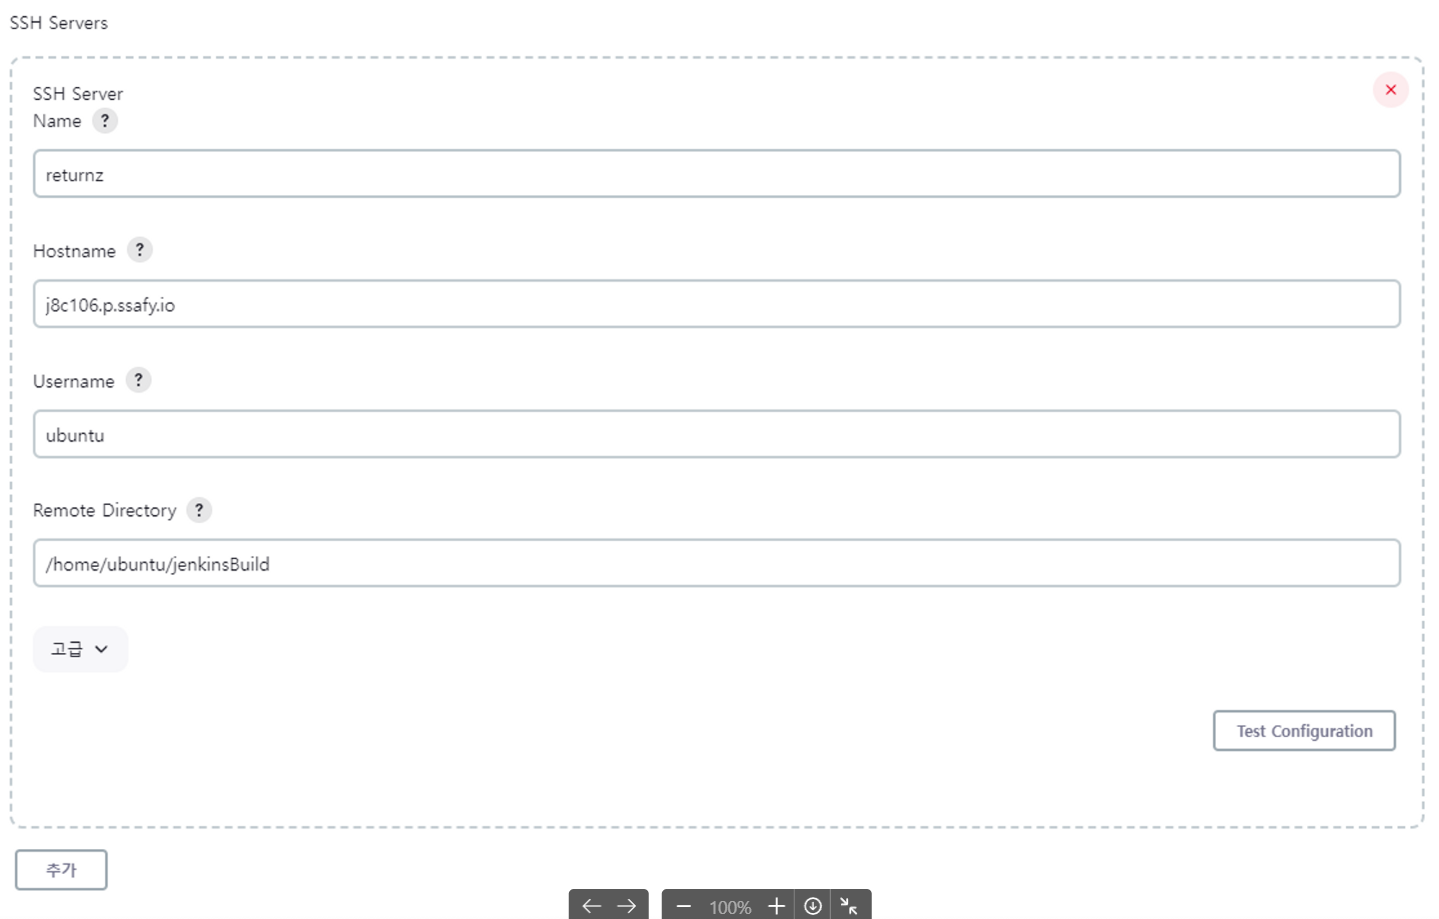 SSH Servers
SSH Server
Name ?
returnz
Hostname ?
j8c106.p.ssafy.io
Username ?
ubuntu
Remote Directory ?
/home/ubuntu/jenkinsBuild
고급
Test Configuration
추가
100%